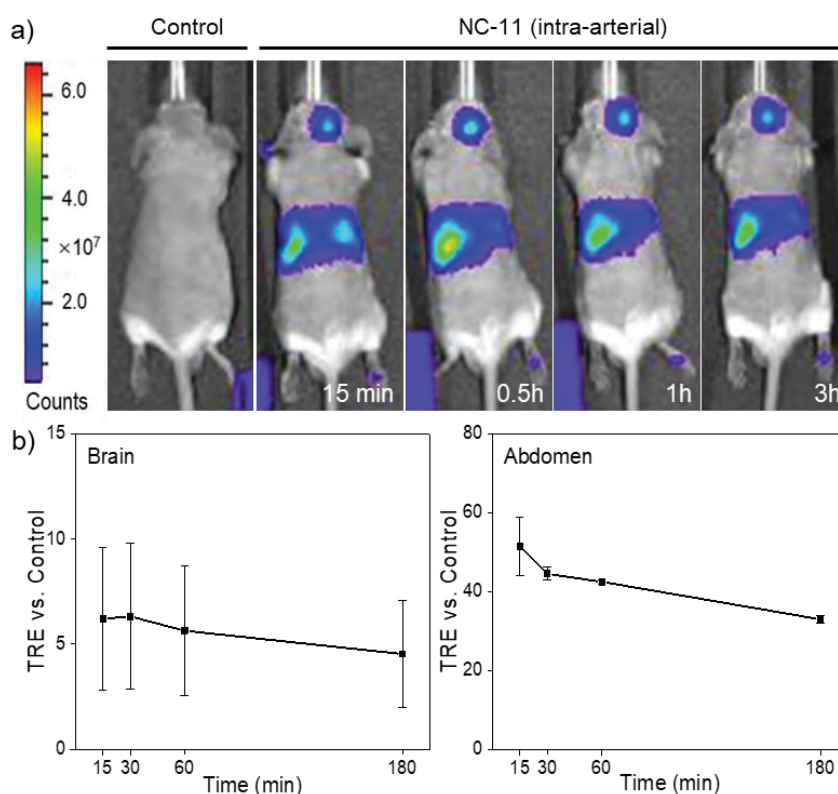 a)
Control
NC-11 (intra-arterial)
6.0
4.0
×10⁷
2.0
Counts
15 min
0.5h
1h
3h
b)
Brain
TRE vs. Control
15
10
5
0
15 30 60 180
Time (min)
Abdomen
TRE vs. Control
80
60
40
20
0
15 30 60 180
Time (min)